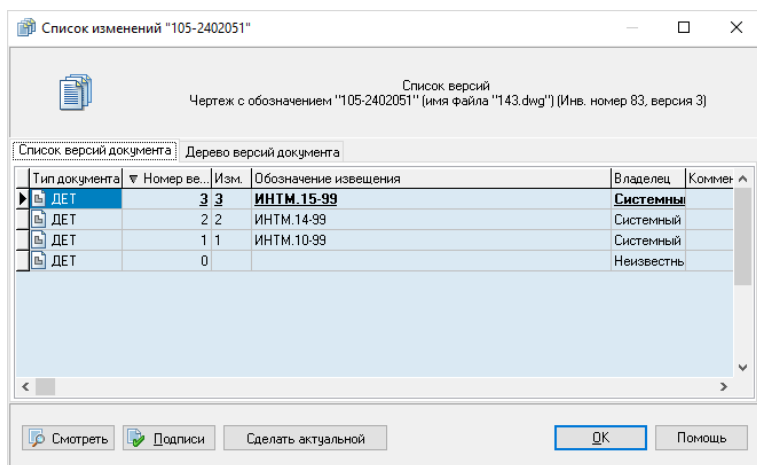 Список изменений "105-2402051"
Список версий
Чертеж с обозначением "105-2402051" (имя файла "143.dwg") (Инв. номер 83, версия 3)
Список версий документа Дерево версий документа
Тип документа Номер ве... Изм. Обозначение извещения Владелец Коммен
ДЕТ 3 3 ИНТМ.15-99 Системны
ДЕТ 2 2 ИНТМ.14-99 Системный
ДЕТ 1 1 ИНТМ.10-99 Системный
ДЕТ 0 Неизвестнь
Смотреть Подписи Сделать актуальной OK Помощь